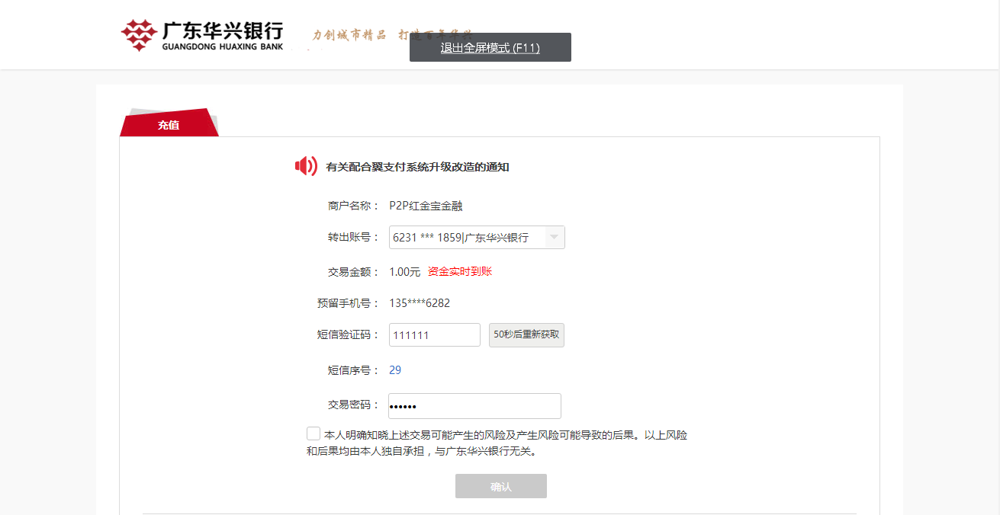 广东华兴银行
GUANGDONG HUAXING BANK
力创城市精品 打造百年华兴
退出全屏模式 (F11)
充值
有关配合翼支付系统升级改造的通知
商户名称： P2P红金宝金融
转出账号： 6231 *** 1859|广东华兴银行
交易金额： 1.00元 资金实时到账
预留手机号： 135****6282
短信验证码： 111111 50秒后重新获取
短信序号： 29
交易密码： ••••••
本人明确知晓上述交易可能产生的风险及产生风险可能导致的后果。以上风险
和后果均由本人独自承担，与广东华兴银行无关。
确认